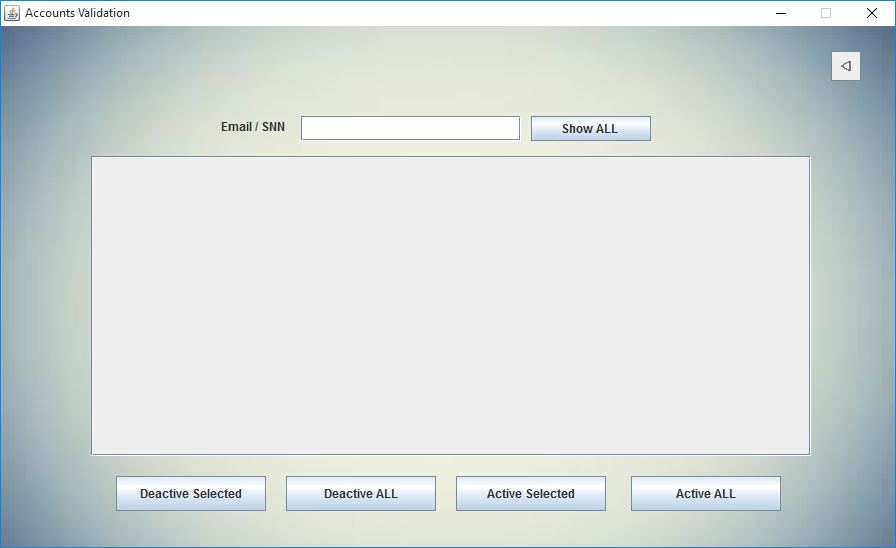 Accounts Validation
Email / SNN
Show ALL
Deactive Selected
Deactive ALL
Active Selected
Active ALL